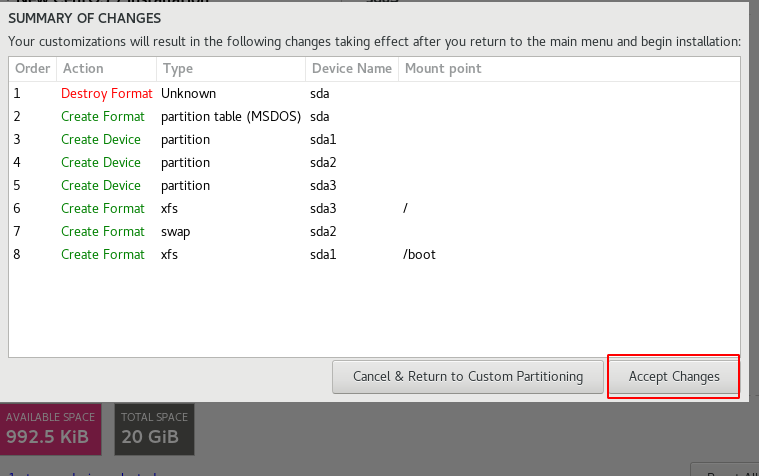 SUMMARY OF CHANGES
Your customizations will result in the following changes taking effect after you return to the main menu and begin installation:
Order Action Type Device Name Mount point
1 Destroy Format Unknown sda
2 Create Format partition table (MSDOS) sda
3 Create Device partition sda1
4 Create Device partition sda2
5 Create Device partition sda3
6 Create Format xfs sda3 /
7 Create Format swap sda2
8 Create Format xfs sda1 /boot
Cancel & Return to Custom Partitioning Accept Changes
AVAILABLE SPACE TOTAL SPACE
992.5 KiB 20 GiB